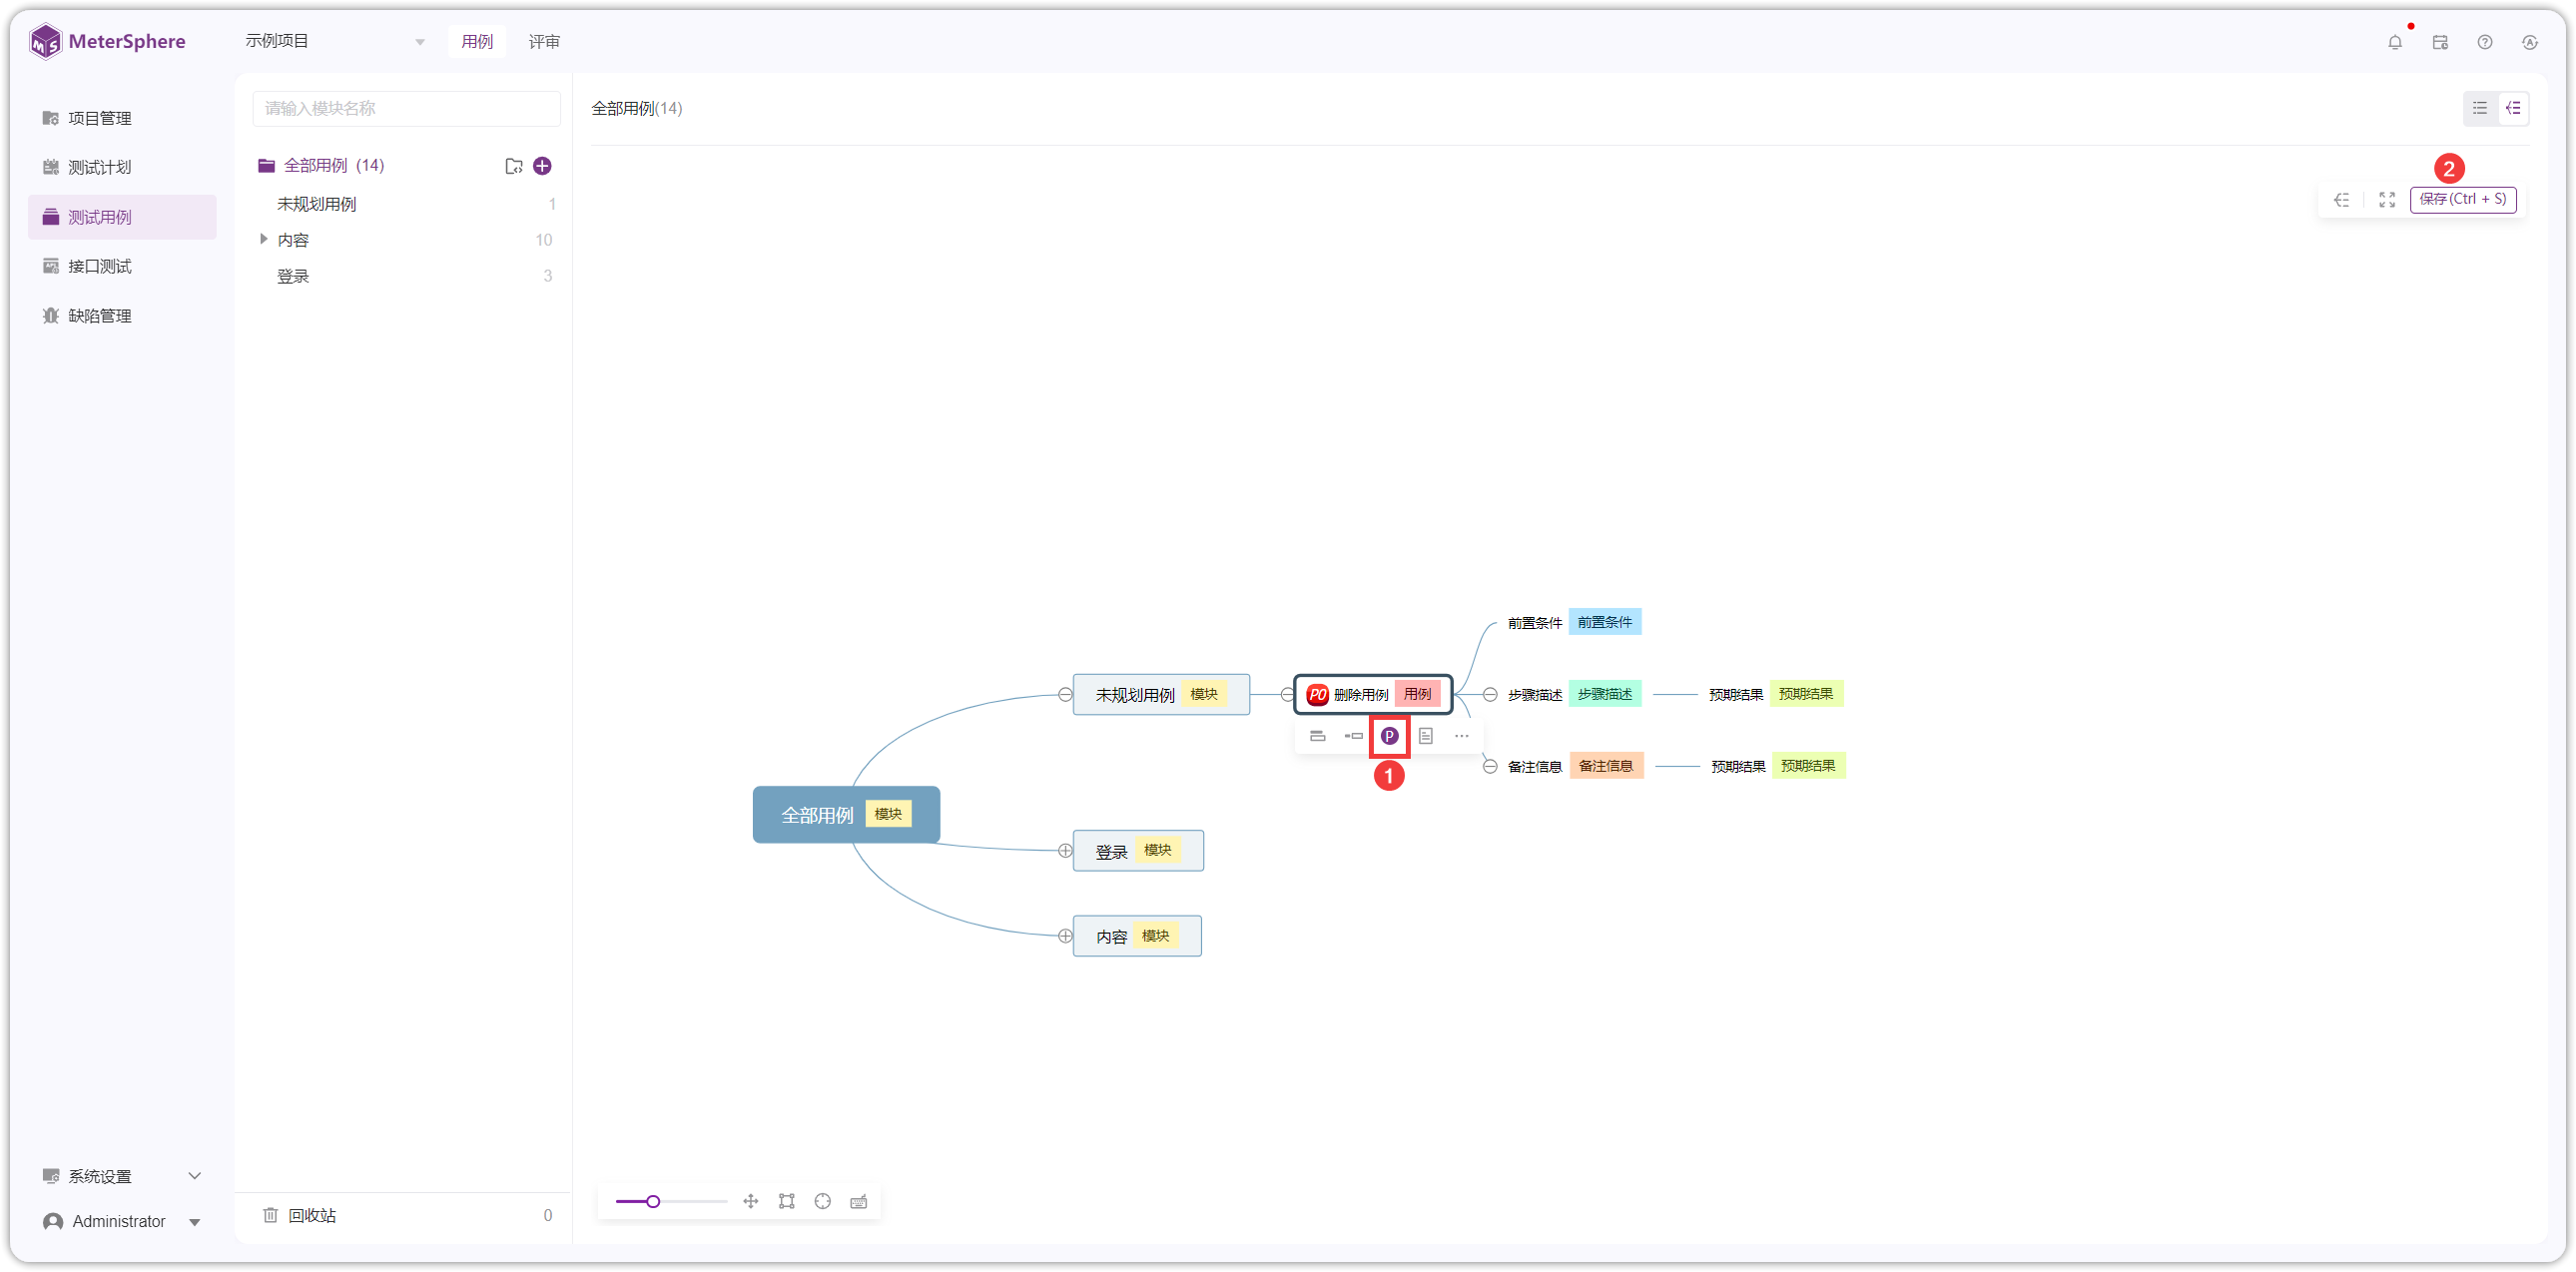 MeterSphere
示例项目
用例
评审
项目管理
测试计划
测试用例
接口测试
缺陷管理
系统设置
Administrator
请输入模块名称
全部用例 (14)
未规划用例 1
内容 10
登录 3
回收站 0
全部用例(14)
2
保存(Ctrl + S)
前置条件 前置条件
未规划用例 模块
P0 删除用例 用例
步骤描述 步骤描述
预期结果 预期结果
P
1
备注信息 备注信息
预期结果 预期结果
全部用例 模块
登录 模块
内容 模块